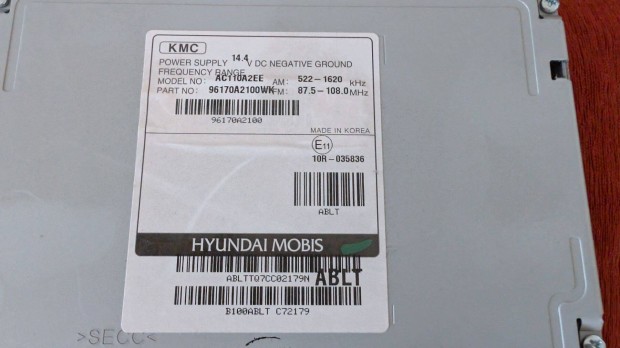 KMC
POWER SUPPLY 14.4 V DC NEGATIVE GROUND
FREQUENCY RANGE
MODEL NO: AC110A2EE AM: 522-1620 kHz
PART NO: 96170A2100WK FM: 87.5-108.0 MHz
96170A2100
MADE IN KOREA
E11
10R-035836
ABLT
HYUNDAI MOBIS
ABLTTQ7CC02179N ABLT
B100ABLT C72179
>SECC<